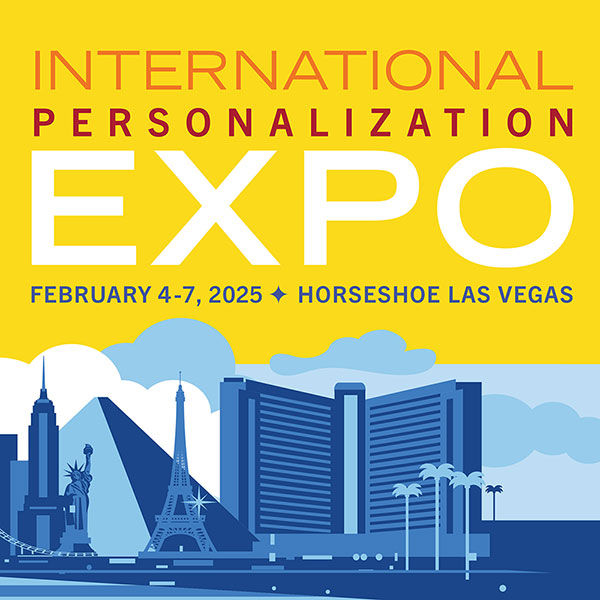 INTERNATIONAL
PERSONALIZATION
EXPO
FEBRUARY 4-7, 2025 ✦ HORSESHOE LAS VEGAS